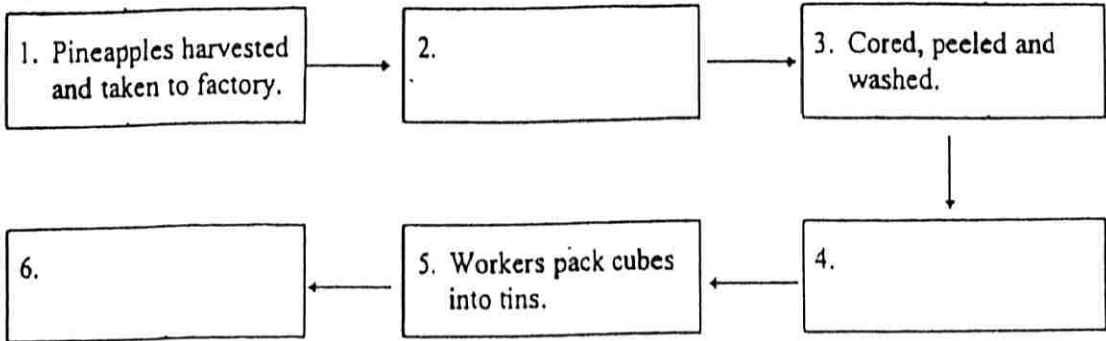 1. Pineapples harvested
and taken to factory.
2.
3. Cored, peeled and
washed.
4.
5. Workers pack cubes
into tins.
6.